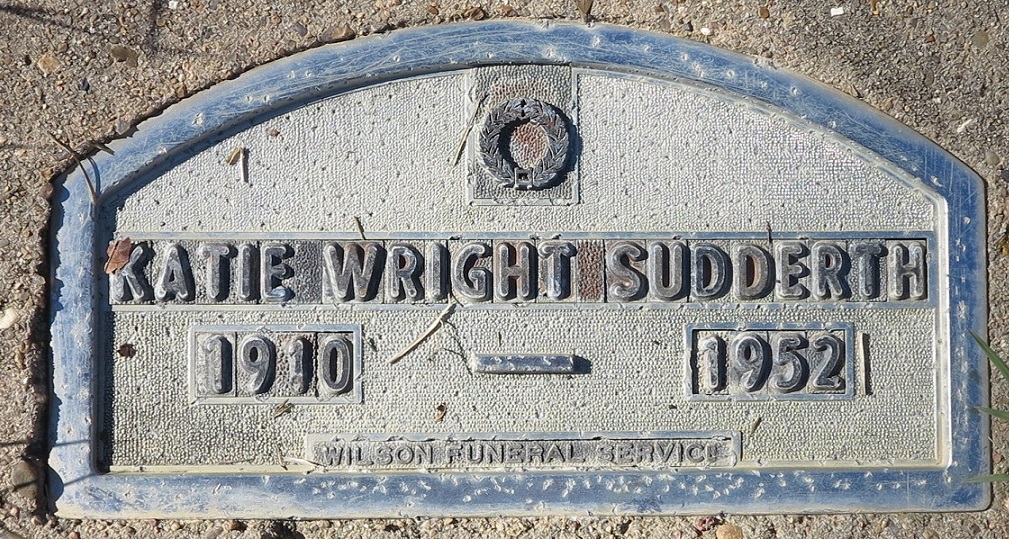 KATIE WRIGHT SUDDERTH
1910 — 1952
WILSON FUNERAL SERVICE